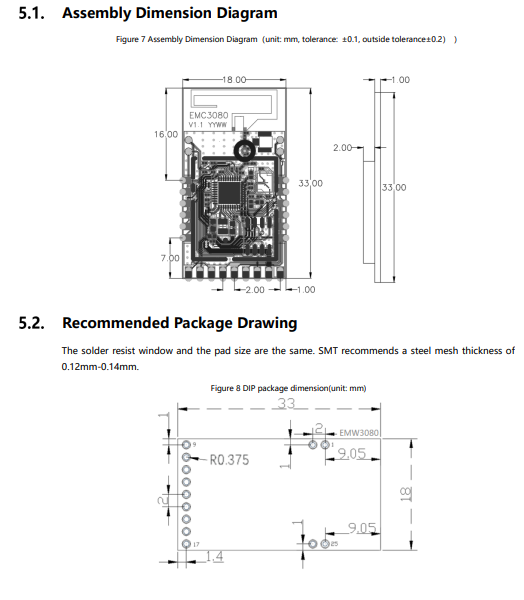 5.1. Assembly Dimension Diagram
Figure 7 Assembly Dimension Diagram (unit: mm, tolerance: ±0.1, outside tolerance±0.2) )
18.00
1.00
EMC3080
V1.1 YYWW
16.00
2.00
33.00
33.00
7.00
2.00
1.00
5.2. Recommended Package Drawing
The solder resist window and the pad size are the same. SMT recommends a steel mesh thickness of
0.12mm-0.14mm.
Figure 8 DIP package dimension(unit: mm)
33
1
2
EMW3080
9
1
R0.375
1
9.05
2
18
1
9.05
17
25
1.4